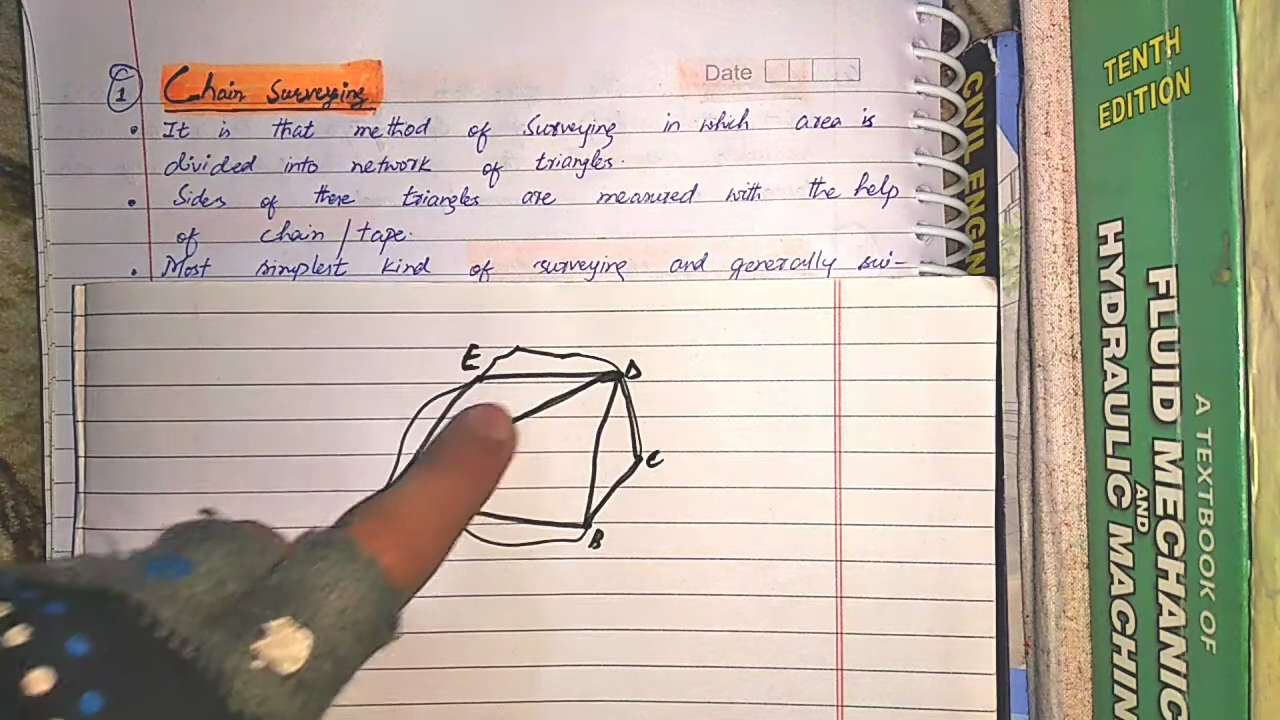 1 Chain Surveying
Date
• It is that method of Surveying in which area is
divided into network of triangles.
• Sides of these triangles are measured with the help
of chain / tape.
• Most simplest kind of surveying and generally sui-
E
D
C
B
CIVIL ENGIN
TENTH
EDITION
A TEXTBOOK OF
FLUID MECHANIC
AND
HYDRAULIC MACHIN